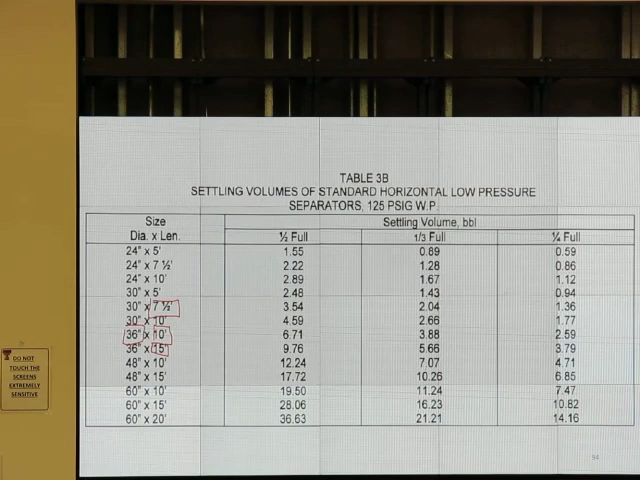 TABLE 3B
SETTLING VOLUMES OF STANDARD HORIZONTAL LOW PRESSURE
SEPARATORS, 125 PSIG W.P.
Size
Dia. x Len.
Settling Volume, bbl
½ Full 1/3 Full ¼ Full
24" x 5' 1.55 0.89 0.59
24" x 7 ½' 2.22 1.28 0.86
24" x 10' 2.89 1.67 1.12
30" x 5' 2.48 1.43 0.94
30" x 7 ½' 3.54 2.04 1.36
30" x 10' 4.59 2.66 1.77
36" x 10' 6.71 3.88 2.59
36" x 15' 9.76 5.66 3.79
48" x 10' 12.24 7.07 4.71
48" x 15' 17.72 10.26 6.85
60" x 10' 19.50 11.24 7.47
60" x 15' 28.06 16.23 10.82
60" x 20' 36.63 21.21 14.16
94
DO NOT
TOUCH THE
SCREENS
EXTREMELY
SENSITIVE